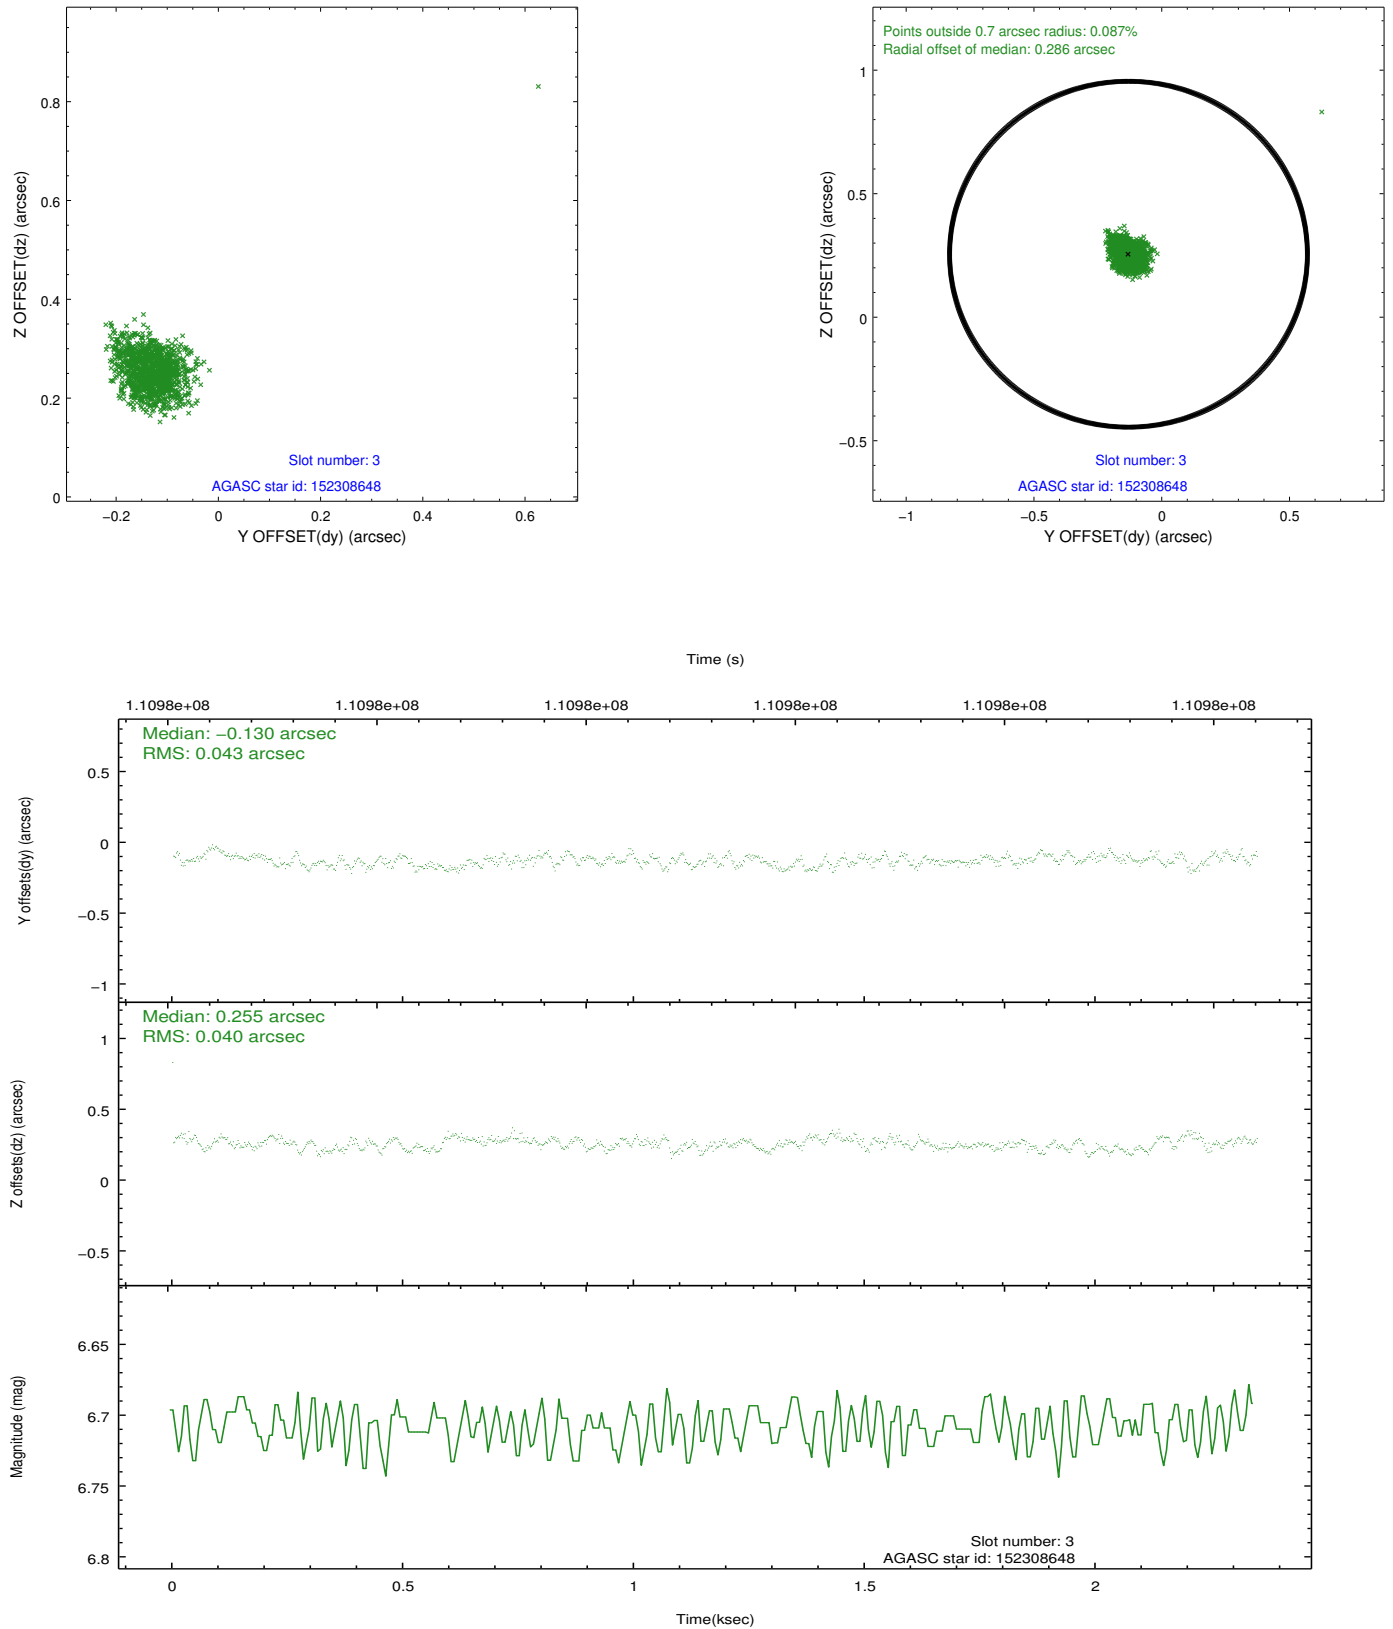 0.8
0.6
0.4
0.2
0
Z OFFSET(dz) (arcsec)
Slot number: 3
AGASC star id: 152308648
−0.2 0 0.2 0.4 0.6
Y OFFSET(dy) (arcsec)
Points outside 0.7 arcsec radius: 0.087%
Radial offset of median: 0.286 arcsec
1
0.5
0
−0.5
Z OFFSET(dz) (arcsec)
Slot number: 3
AGASC star id: 152308648
−1 −0.5 0 0.5
Y OFFSET(dy) (arcsec)
Time (s)
1.1098e+08 1.1098e+08 1.1098e+08 1.1098e+08 1.1098e+08 1.1098e+08
Median: −0.130 arcsec
RMS: 0.043 arcsec
0.5
0
−0.5
−1
Y offsets(dy) (arcsec)
Median: 0.255 arcsec
RMS: 0.040 arcsec
1
0.5
0
−0.5
Z offsets(dz) (arcsec)
6.65
6.7
6.75
6.8
Magnitude (mag)
Slot number: 3
AGASC star id: 152308648
0 0.5 1 1.5 2
Time(ksec)